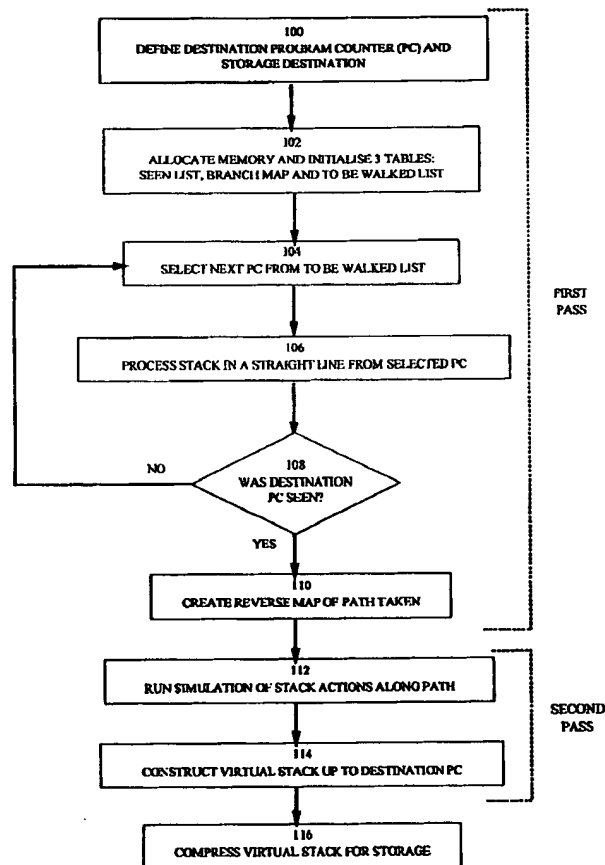 100
DEFINE DESTINATION PROGRAM COUNTER (PC) AND
STORAGE DESTINATION
102
ALLOCATE MEMORY AND INITIALISE 3 TABLES:
SEEN LIST, BRANCH MAP AND TO BE WALKED LIST
104
SELECT NEXT PC FROM TO BE WALKED LIST
FIRST
PASS
106
PROCESS STACK IN A STRAIGHT LINE FROM SELECTED PC
NO
108
WAS DESTINATION
PC SEEN?
YES
110
CREATE REVERSE MAP OF PATH TAKEN
112
RUN SIMULATION OF STACK ACTIONS ALONG PATH
SECOND
PASS
114
CONSTRUCT VIRTUAL STACK UP TO DESTINATION PC
116
COMPRESS VIRTUAL STACK FOR STORAGE